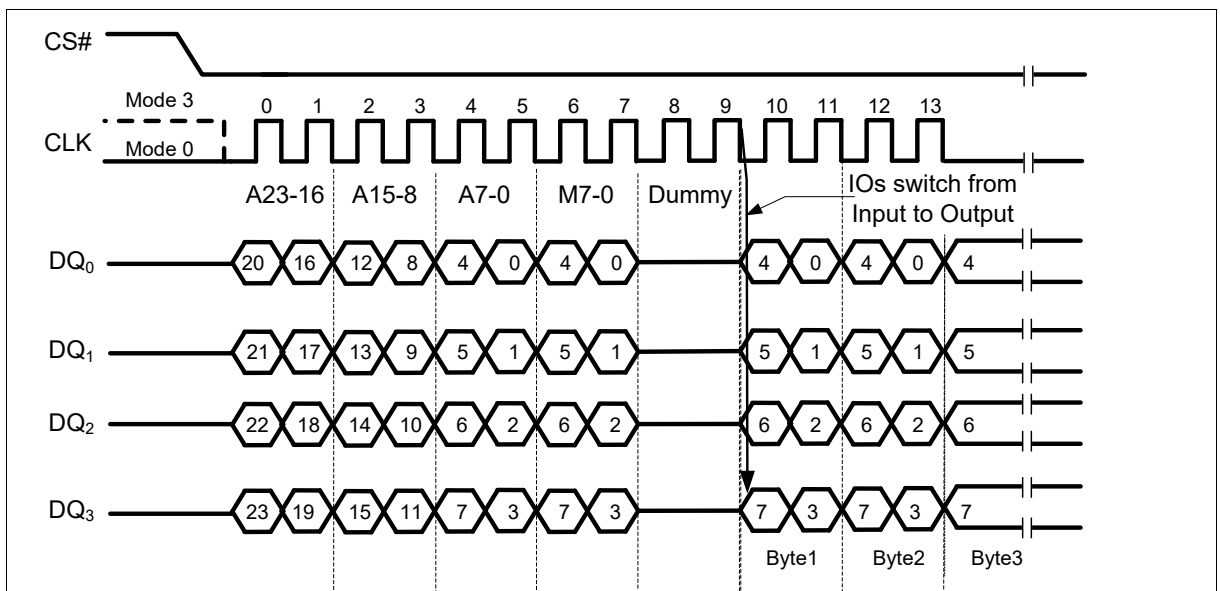 CS#
Mode 3
0 1 2 3 4 5 6 7 8 9 10 11 12 13
CLK
Mode 0
A23-16 A15-8 A7-0 M7-0 Dummy
IOs switch from
Input to Output
DQ0 20 16 12 8 4 0 4 0 4 0 4 0 4
DQ1 21 17 13 9 5 1 5 1 5 1 5 1 5
DQ2 22 18 14 10 6 2 6 2 6 2 6 2 6
DQ3 23 19 15 11 7 3 7 3 7 3 7 3 7
Byte1 Byte2 Byte3